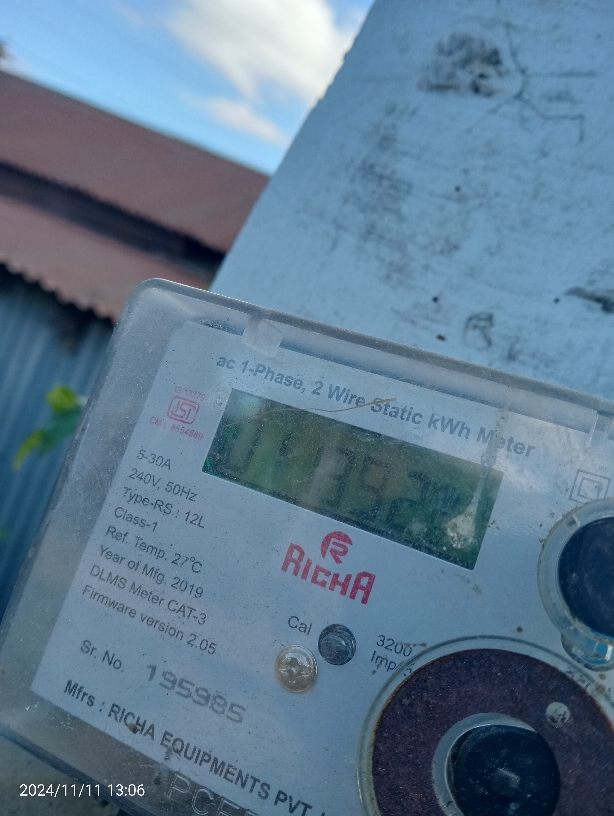 ac 1-Phase, 2 Wire Static kWh Meter
5-30A
240V, 50Hz
Type-RS : 12L
Class-1
Ref. Temp. 27°C
Year of Mfg. 2019
DLMS Meter CAT-3
Firmware version 2.05
RICHA
Cal
3200
Imp/
Sr. No. 195985
Mfrs : RICHA EQUIPMENTS PVT.
2024/11/11 13:06